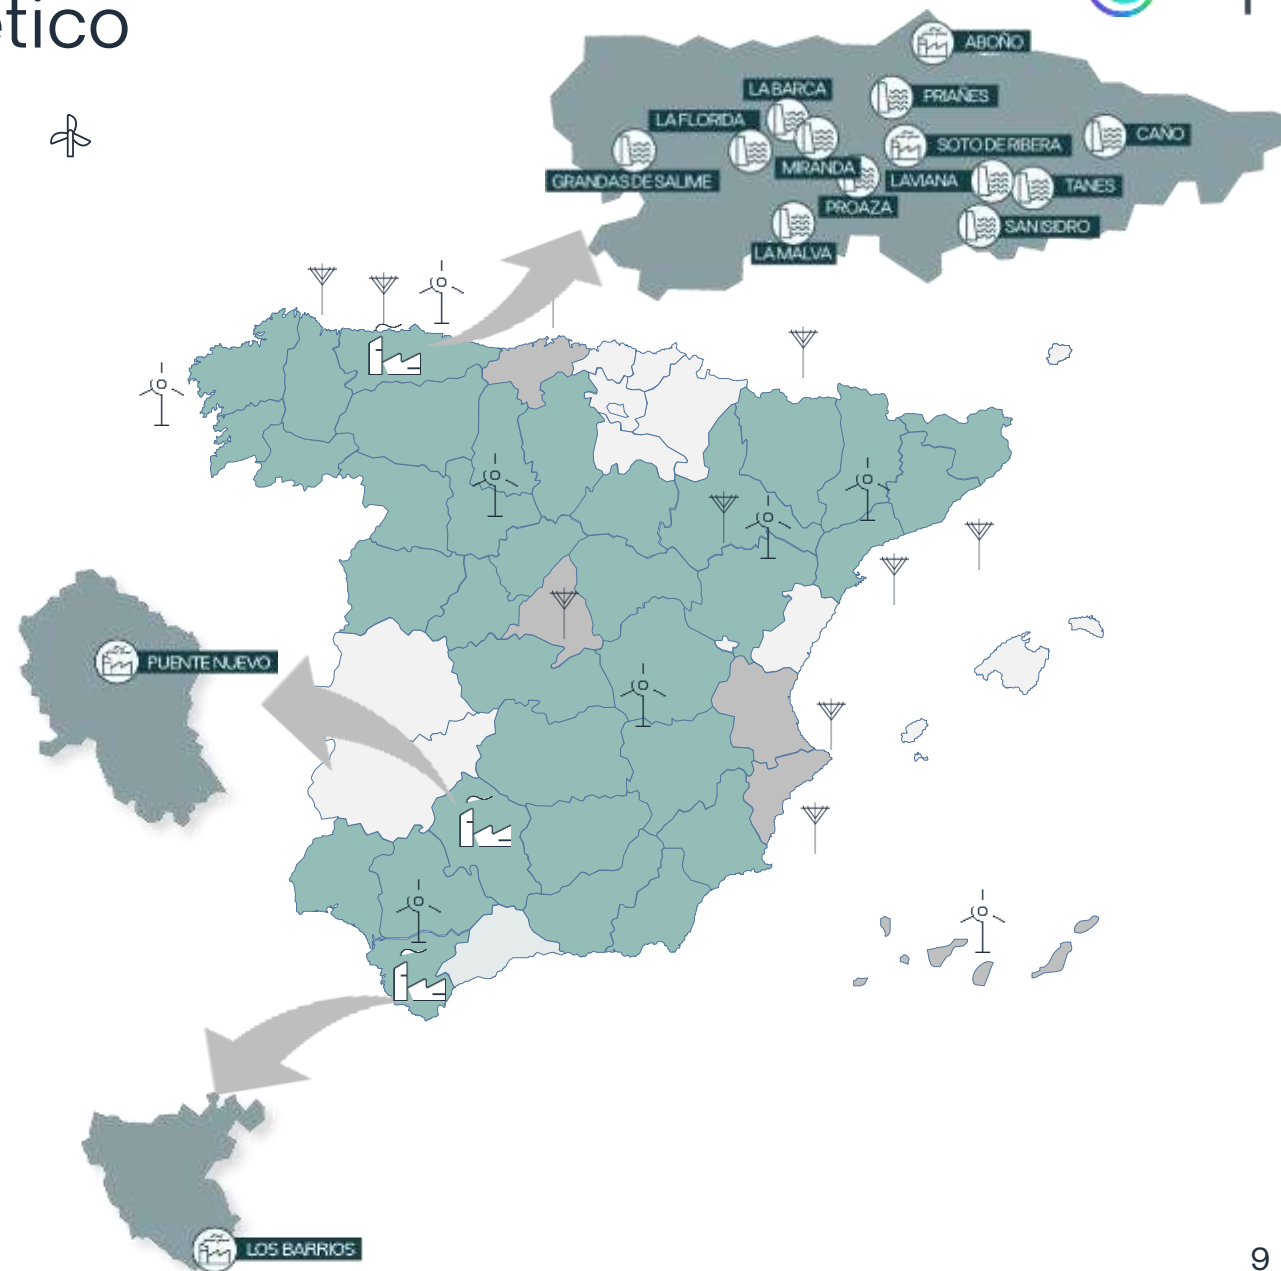 ético
ABOÑO
LA BARCA
PRIAÑES
LA FLORIDA
CAÑO
SOTO DE RIBERA
MIRANDA
GRANDAS DE SALIME
LAVIANA
TANES
PROAZA
SAN ISIDRO
LA MALVA
PUENTE NUEVO
LOS BARRIOS
9